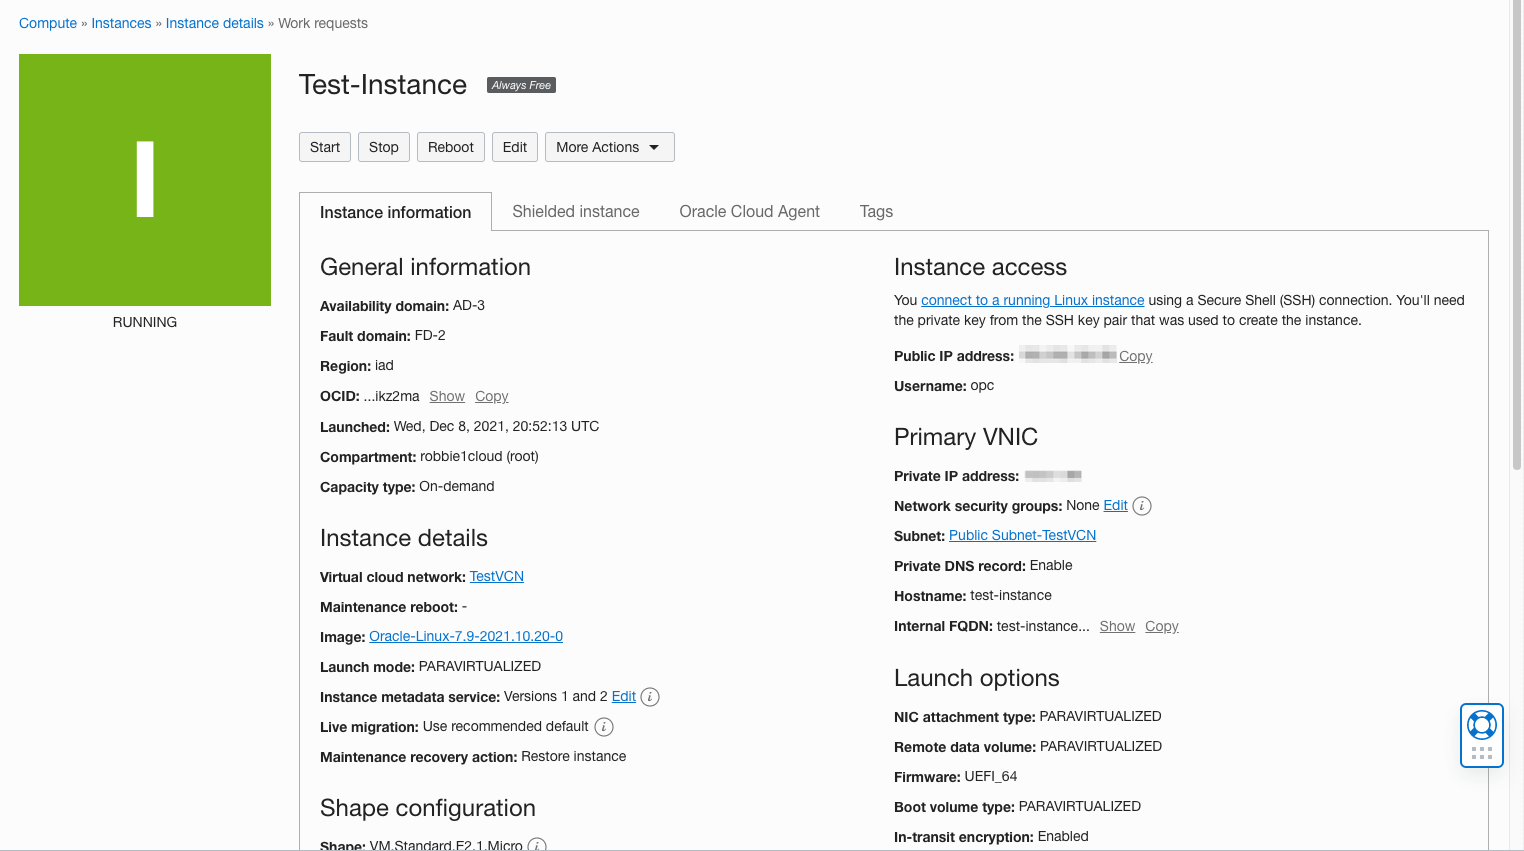 Compute » Instances » Instance details » Work requests
I
RUNNING
Test-Instance Always Free
Start Stop Reboot Edit More Actions
Instance information Shielded instance Oracle Cloud Agent Tags
General information
Availability domain: AD-3
Fault domain: FD-2
Region: iad
OCID: ...ikz2ma Show Copy
Launched: Wed, Dec 8, 2021, 20:52:13 UTC
Compartment: robbie1cloud (root)
Capacity type: On-demand
Instance details
Virtual cloud network: TestVCN
Maintenance reboot: -
Image: Oracle-Linux-7.9-2021.10.20-0
Launch mode: PARAVIRTUALIZED
Instance metadata service: Versions 1 and 2 Edit i
Live migration: Use recommended default i
Maintenance recovery action: Restore instance
Shape configuration
Shape: VM.Standard.E2.1.Micro i
Instance access
You connect to a running Linux instance using a Secure Shell (SSH) connection. You'll need
the private key from the SSH key pair that was used to create the instance.
Public IP address: Copy
Username: opc
Primary VNIC
Private IP address:
Network security groups: None Edit i
Subnet: Public Subnet-TestVCN
Private DNS record: Enable
Hostname: test-instance
Internal FQDN: test-instance... Show Copy
Launch options
NIC attachment type: PARAVIRTUALIZED
Remote data volume: PARAVIRTUALIZED
Firmware: UEFI_64
Boot volume type: PARAVIRTUALIZED
In-transit encryption: Enabled